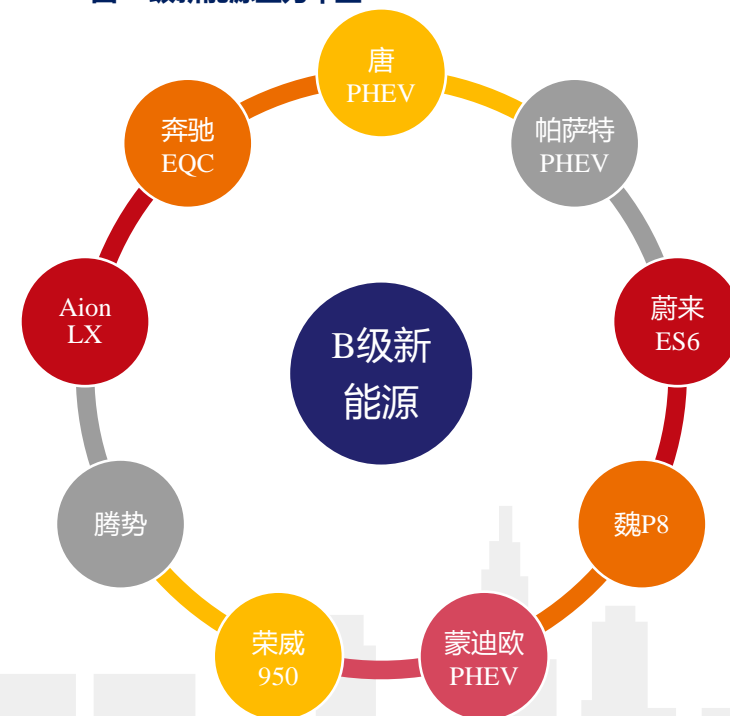 B级新
能源
唐
PHEV
帕萨特
PHEV
蔚来
ES6
魏P8
蒙迪欧
PHEV
荣威
950
腾势
Aion
LX
奔驰
EQC